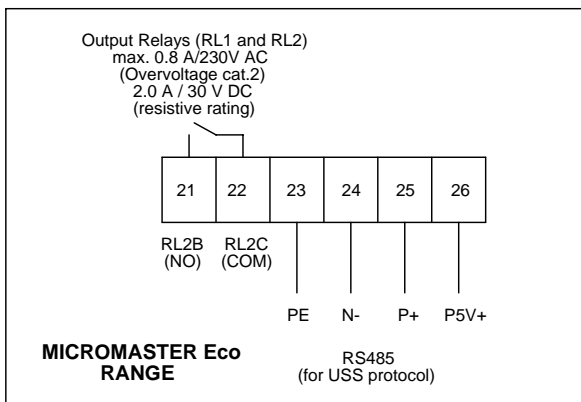 Output Relays (RL1 and RL2)
max. 0.8 A/230V AC
(Overvoltage cat.2)
2.0 A / 30 V DC
(resistive rating)
21 22 23 24 25 26
RL2B RL2C
(NO) (COM)
PE N- P+ P5V+
MICROMASTER Eco
RANGE
RS485
(for USS protocol)